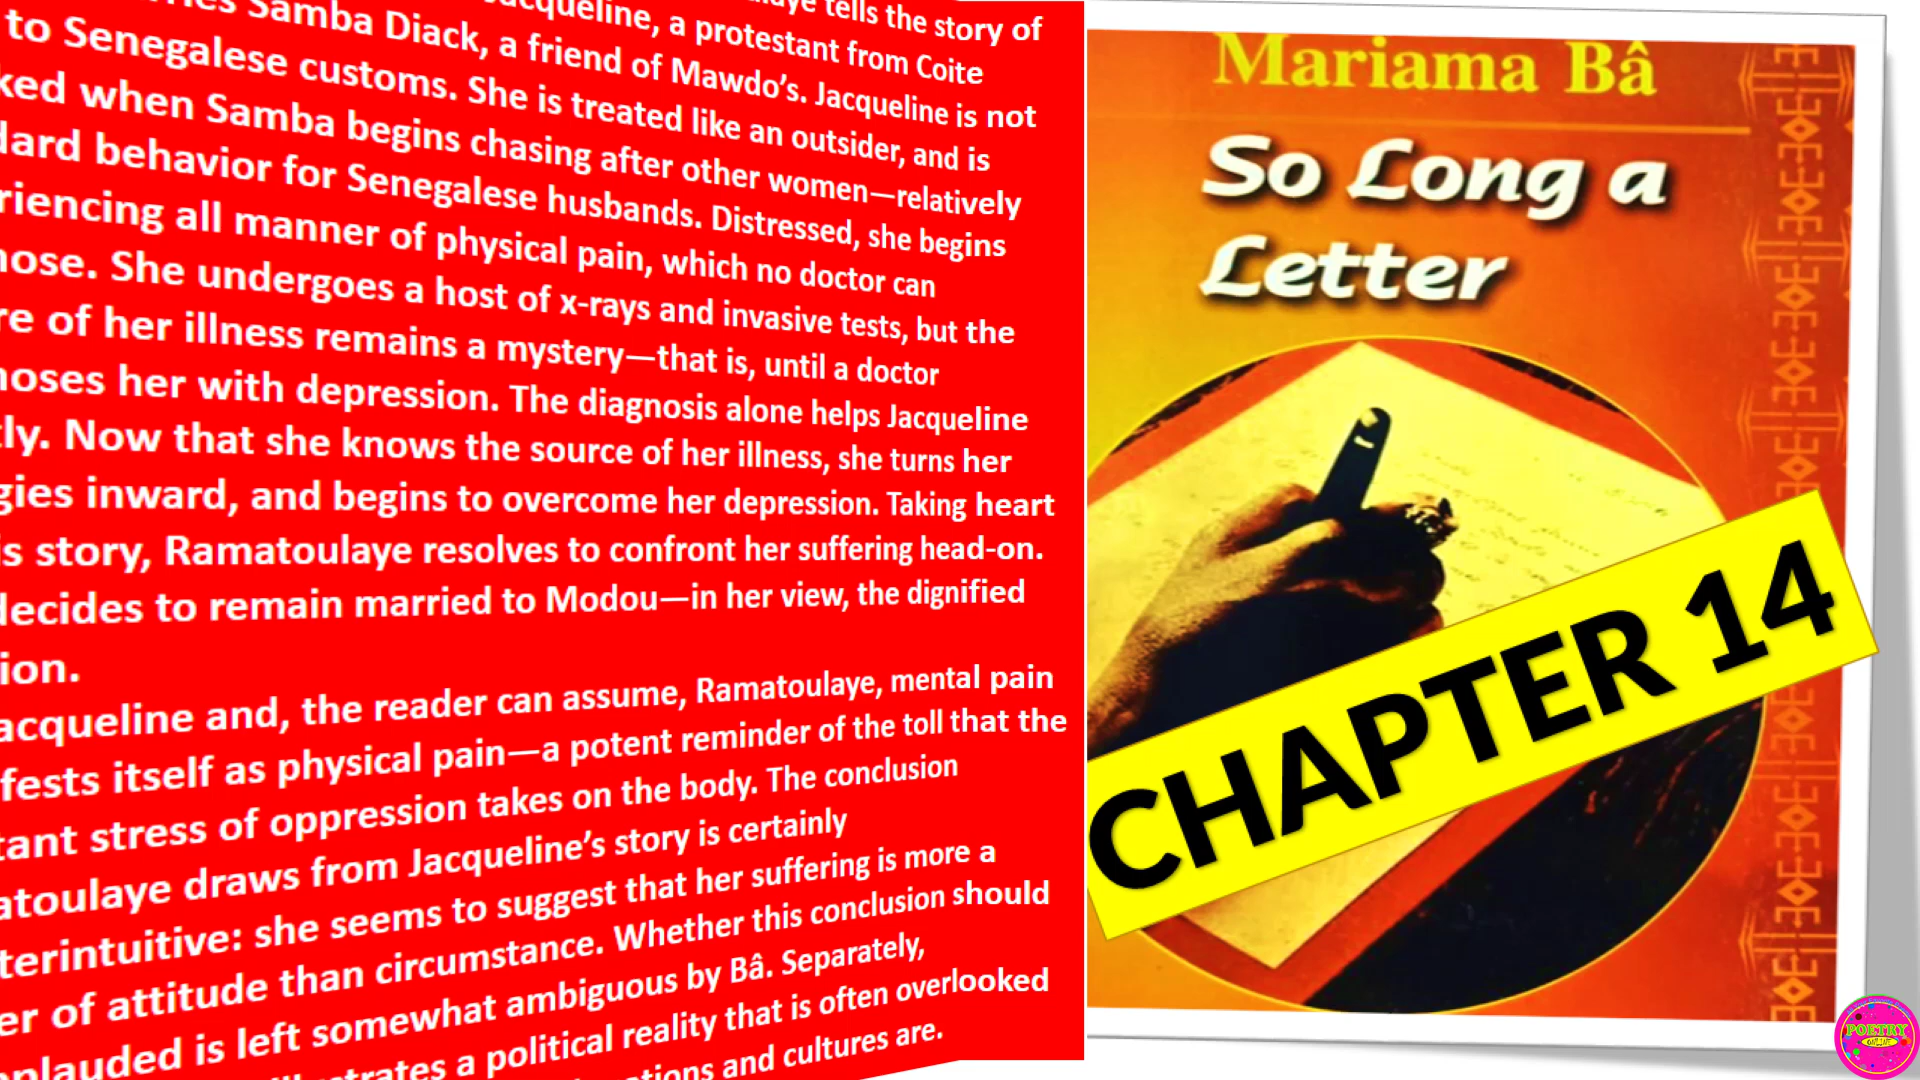 tells the story of
Jacqueline, a protestant from Coite
Samba Diack, a friend of Mawdo’s. Jacqueline is not
to Senegalese customs. She is treated like an outsider, and is
ked when Samba begins chasing after other women—relatively
dard behavior for Senegalese husbands. Distressed, she begins
riencing all manner of physical pain, which no doctor can
nose. She undergoes a host of x-rays and invasive tests, but the
re of her illness remains a mystery—that is, until a doctor
noses her with depression. The diagnosis alone helps Jacqueline
tly. Now that she knows the source of her illness, she turns her
gies inward, and begins to overcome her depression. Taking heart
is story, Ramatoulaye resolves to confront her suffering head-on.
decides to remain married to Modou—in her view, the dignified
ion.
acqueline and, the reader can assume, Ramatoulaye, mental pain
fests itself as physical pain—a potent reminder of the toll that the
tant stress of oppression takes on the body. The conclusion
atoulaye draws from Jacqueline’s story is certainly
terintuitive: she seems to suggest that her suffering is more a
er of attitude than circumstance. Whether this conclusion should
pplauded is left somewhat ambiguous by Bâ. Separately,
strates a political reality that is often overlooked
ations and cultures are.
Mariama Bâ
So Long a
Letter
CHAPTER 14
POETRY
ONLINE